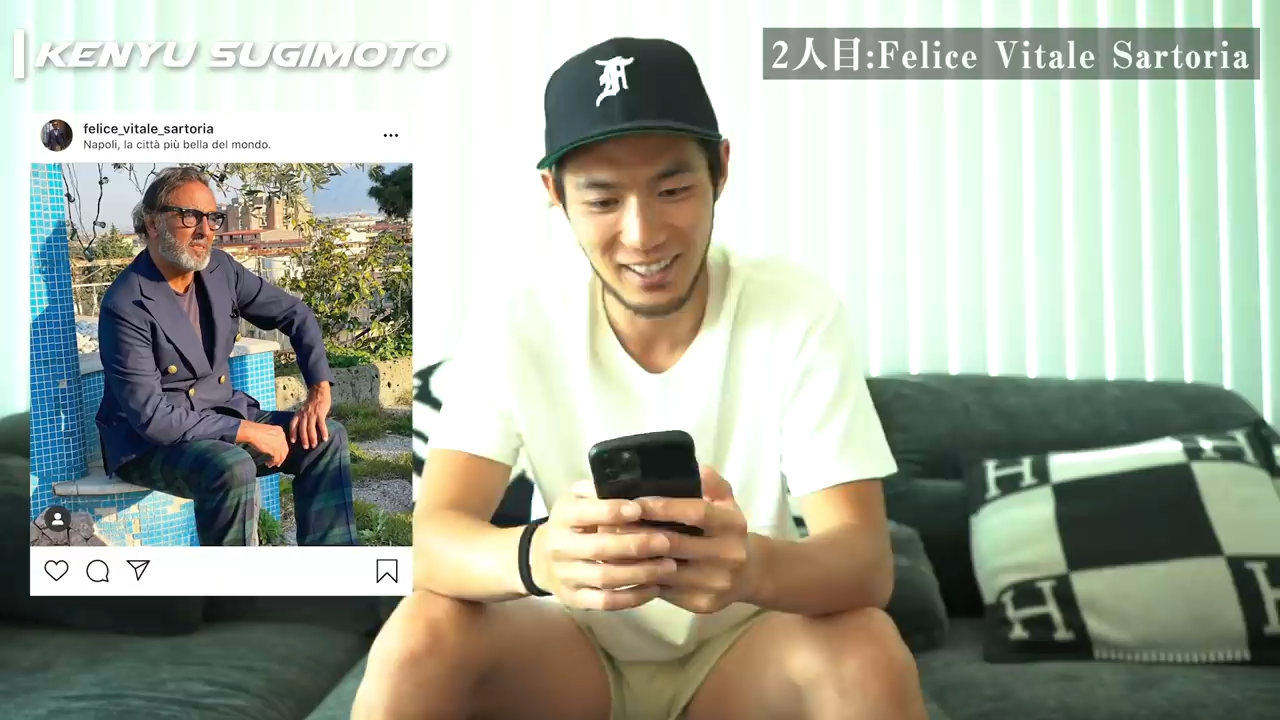 KENYU SUGIMOTO
2人目:Felice Vitale Sartoria
felice_vitale_sartoria
Napoli, la città più bella del mondo.
H
H
H